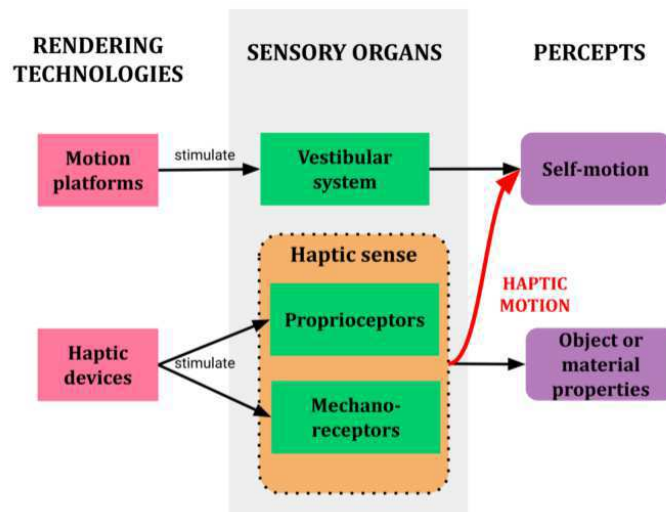 RENDERING
TECHNOLOGIES
SENSORY ORGANS
PERCEPTS
Motion
platforms
stimulate
Vestibular
system
Self-motion
Haptic sense
HAPTIC
MOTION
Proprioceptors
Haptic
devices
stimulate
Object or
material
properties
Mechano-
receptors